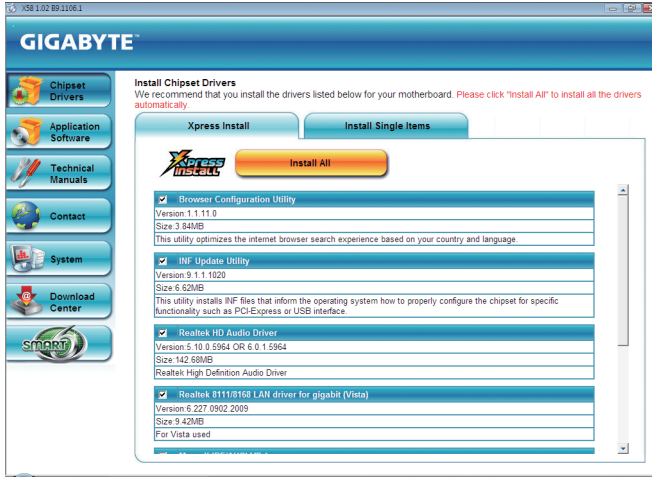 X58 1.02 B9.1106.1
GIGABYTE™
Chipset
Drivers
Application
Software
Technical
Manuals
Contact
System
Download
Center
SMART
Install Chipset Drivers
We recommend that you install the drivers listed below for your motherboard. Please click "Install All" to install all the drivers
automatically.
Xpress Install
Install Single Items
Xpress
INSTALL
Install All
Browser Configuration Utility
Version:1.1.11.0
Size:3.84MB
This utility optimizes the internet browser search experience based on your country and language.
INF Update Utility
Version:9.1.1.1020
Size:6.62MB
This utility installs INF files that inform the operating system how to properly configure the chipset for specific
functionality such as PCI-Express or USB interface.
Realtek HD Audio Driver
Version:5.10.0.5964 OR 6.0.1.5964
Size:142.68MB
Realtek High Definition Audio Driver
Realtek 8111/8168 LAN driver for gigabit (Vista)
Version:6.227.0902.2009
Size:9.42MB
For Vista used